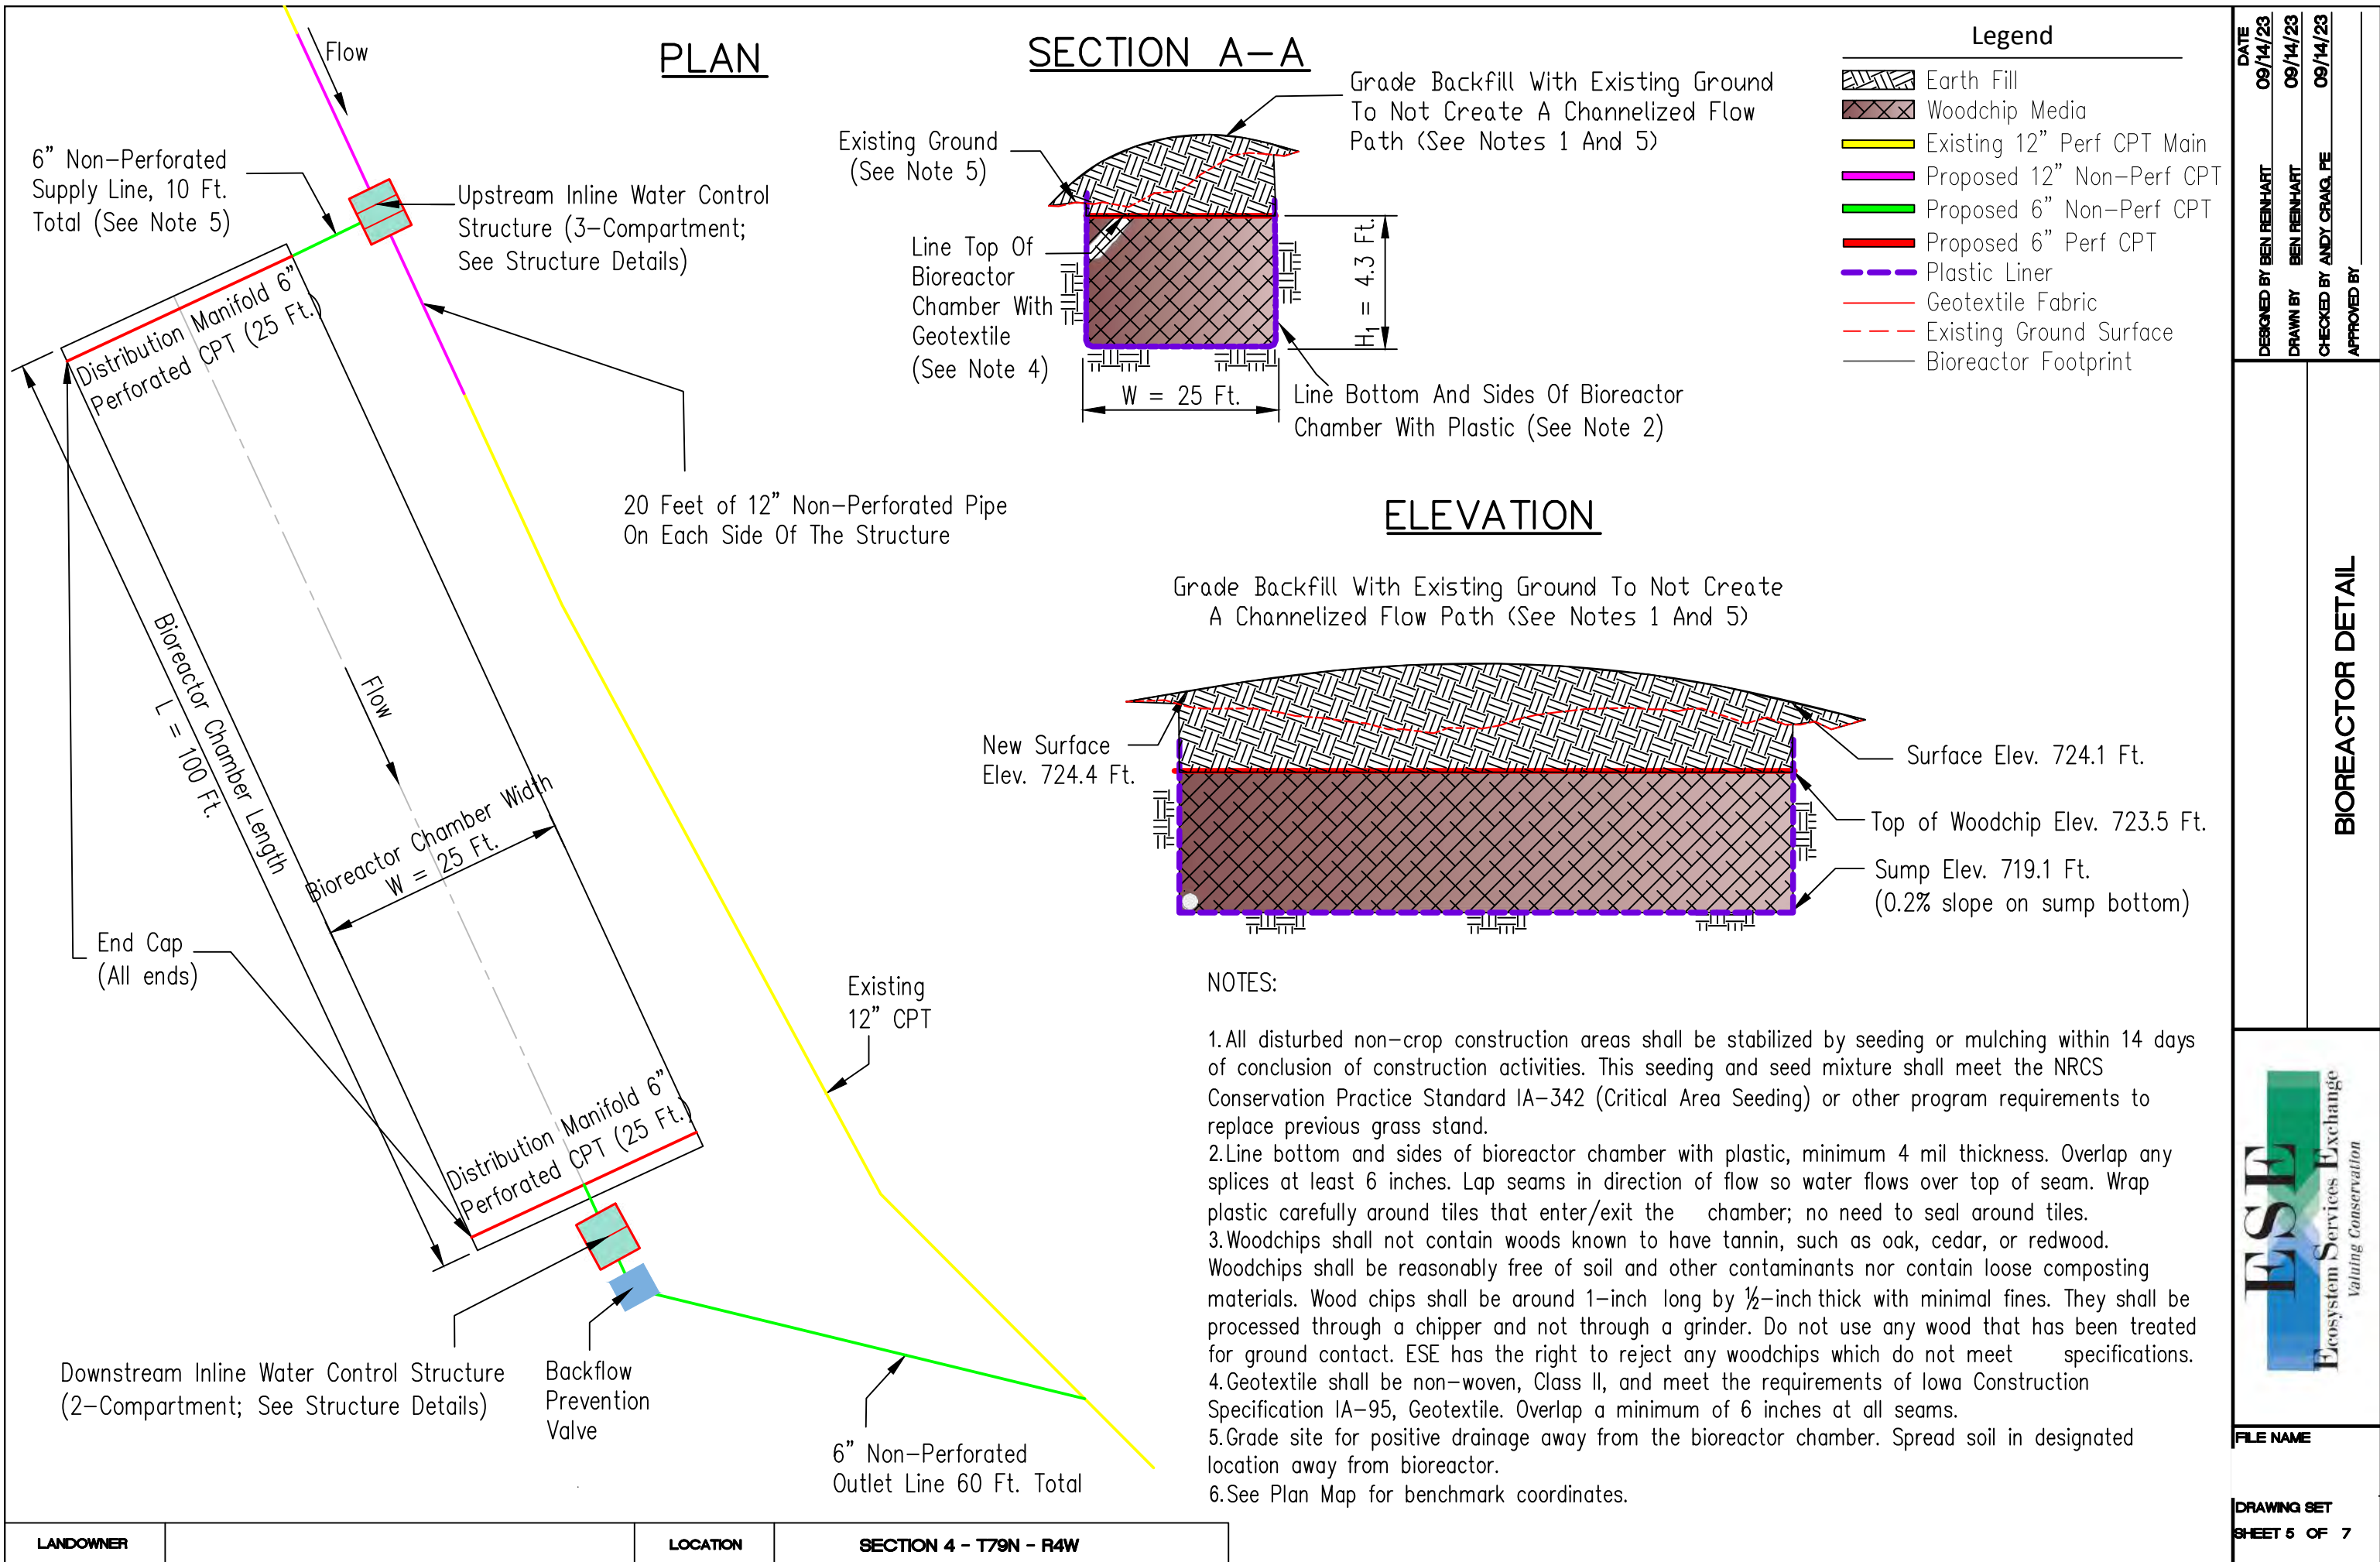 PLAN
Flow
6" Non-Perforated
Supply Line, 10 Ft.
Total (See Note 5)
Upstream Inline Water Control
Structure (3-Compartment;
See Structure Details)
Distribution Manifold 6"
Perforated CPT (25 Ft.)
20 Feet of 12" Non-Perforated Pipe
On Each Side Of The Structure
Bioreactor Chamber Length
L = 100 Ft.
Flow
Bioreactor Chamber Width
W = 25 Ft.
End Cap
(All ends)
Existing
12" CPT
Distribution Manifold 6"
Perforated CPT (25 Ft.)
Downstream Inline Water Control Structure
(2-Compartment; See Structure Details)
Backflow
Prevention
Valve
6" Non-Perforated
Outlet Line 60 Ft. Total
SECTION A-A
Grade Backfill With Existing Ground
To Not Create A Channelized Flow
Path (See Notes 1 And 5)
Existing Ground
(See Note 5)
Line Top Of
Bioreactor
Chamber With
Geotextile
(See Note 4)
H1 = 4.3 Ft.
W = 25 Ft.
Line Bottom And Sides Of Bioreactor
Chamber With Plastic (See Note 2)
Legend
Earth Fill
Woodchip Media
Existing 12" Perf CPT Main
Proposed 12" Non-Perf CPT
Proposed 6" Non-Perf CPT
Proposed 6" Perf CPT
Plastic Liner
Geotextile Fabric
Existing Ground Surface
Bioreactor Footprint
ELEVATION
Grade Backfill With Existing Ground To Not Create
A Channelized Flow Path (See Notes 1 And 5)
New Surface
Elev. 724.4 Ft.
Surface Elev. 724.1 Ft.
Top of Woodchip Elev. 723.5 Ft.
Sump Elev. 719.1 Ft.
(0.2% slope on sump bottom)
NOTES:
1.All disturbed non-crop construction areas shall be stabilized by seeding or mulching within 14 days
of conclusion of construction activities. This seeding and seed mixture shall meet the NRCS
Conservation Practice Standard IA-342 (Critical Area Seeding) or other program requirements to
replace previous grass stand.
2.Line bottom and sides of bioreactor chamber with plastic, minimum 4 mil thickness. Overlap any
splices at least 6 inches. Lap seams in direction of flow so water flows over top of seam. Wrap
plastic carefully around tiles that enter/exit the chamber; no need to seal around tiles.
3.Woodchips shall not contain woods known to have tannin, such as oak, cedar, or redwood.
Woodchips shall be reasonably free of soil and other contaminants nor contain loose composting
materials. Wood chips shall be around 1-inch long by ½-inch thick with minimal fines. They shall be
processed through a chipper and not through a grinder. Do not use any wood that has been treated
for ground contact. ESE has the right to reject any woodchips which do not meet specifications.
4.Geotextile shall be non-woven, Class II, and meet the requirements of Iowa Construction
Specification IA-95, Geotextile. Overlap a minimum of 6 inches at all seams.
5.Grade site for positive drainage away from the bioreactor chamber. Spread soil in designated
location away from bioreactor.
6.See Plan Map for benchmark coordinates.
DATE
DESIGNED BY BEN REINHART 09/14/23
DRAWN BY BEN REINHART 09/14/23
CHECKED BY ANDY CRAIG, PE 09/14/23
APPROVED BY
BIOREACTOR DETAIL
ESE
Ecosystem Services Exchange
Valuing Conservation
FILE NAME
DRAWING SET
SHEET 5 OF 7
LANDOWNER
LOCATION
SECTION 4 - T79N - R4W